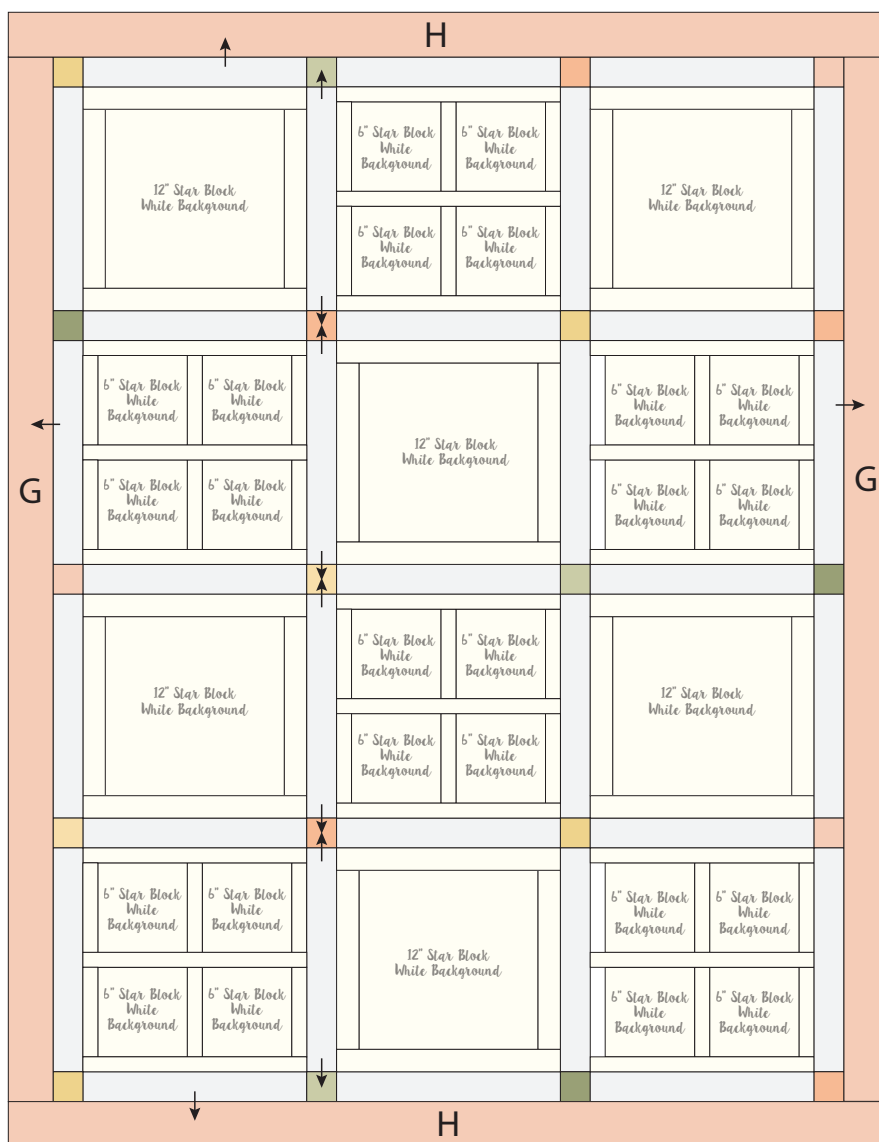 H
6" Star Block
White
Background
6" Star Block
White
Background
12" Star Block
White Background
12" Star Block
White Background
6" Star Block
White
Background
6" Star Block
White
Background
6" Star Block
White
Background
6" Star Block
White
Background
6" Star Block
White
Background
6" Star Block
White
Background
12" Star Block
White Background
G
G
6" Star Block
White
Background
6" Star Block
White
Background
6" Star Block
White
Background
6" Star Block
White
Background
6" Star Block
White
Background
6" Star Block
White
Background
12" Star Block
White Background
12" Star Block
White Background
6" Star Block
White
Background
6" Star Block
White
Background
6" Star Block
White
Background
6" Star Block
White
Background
6" Star Block
White
Background
6" Star Block
White
Background
12" Star Block
White Background
6" Star Block
White
Background
6" Star Block
White
Background
6" Star Block
White
Background
6" Star Block
White
Background
H